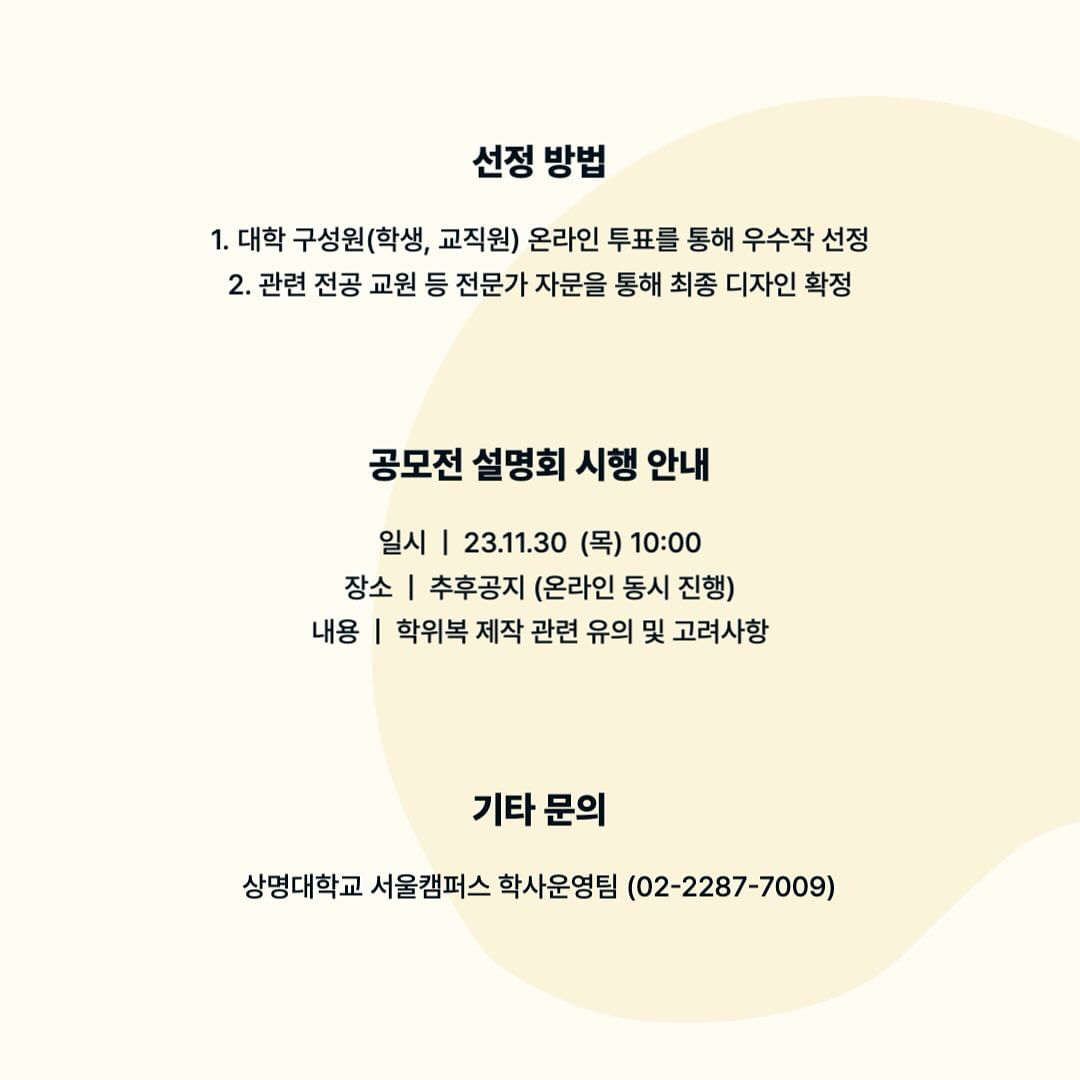 선정 방법
1. 대학 구성원(학생, 교직원) 온라인 투표를 통해 우수작 선정
2. 관련 전공 교원 등 전문가 자문을 통해 최종 디자인 확정
공모전 설명회 시행 안내
일시 | 23.11.30 (목) 10:00
장소 | 추후공지 (온라인 동시 진행)
내용 | 학위복 제작 관련 유의 및 고려사항
기타 문의
상명대학교 서울캠퍼스 학사운영팀 (02-2287-7009)